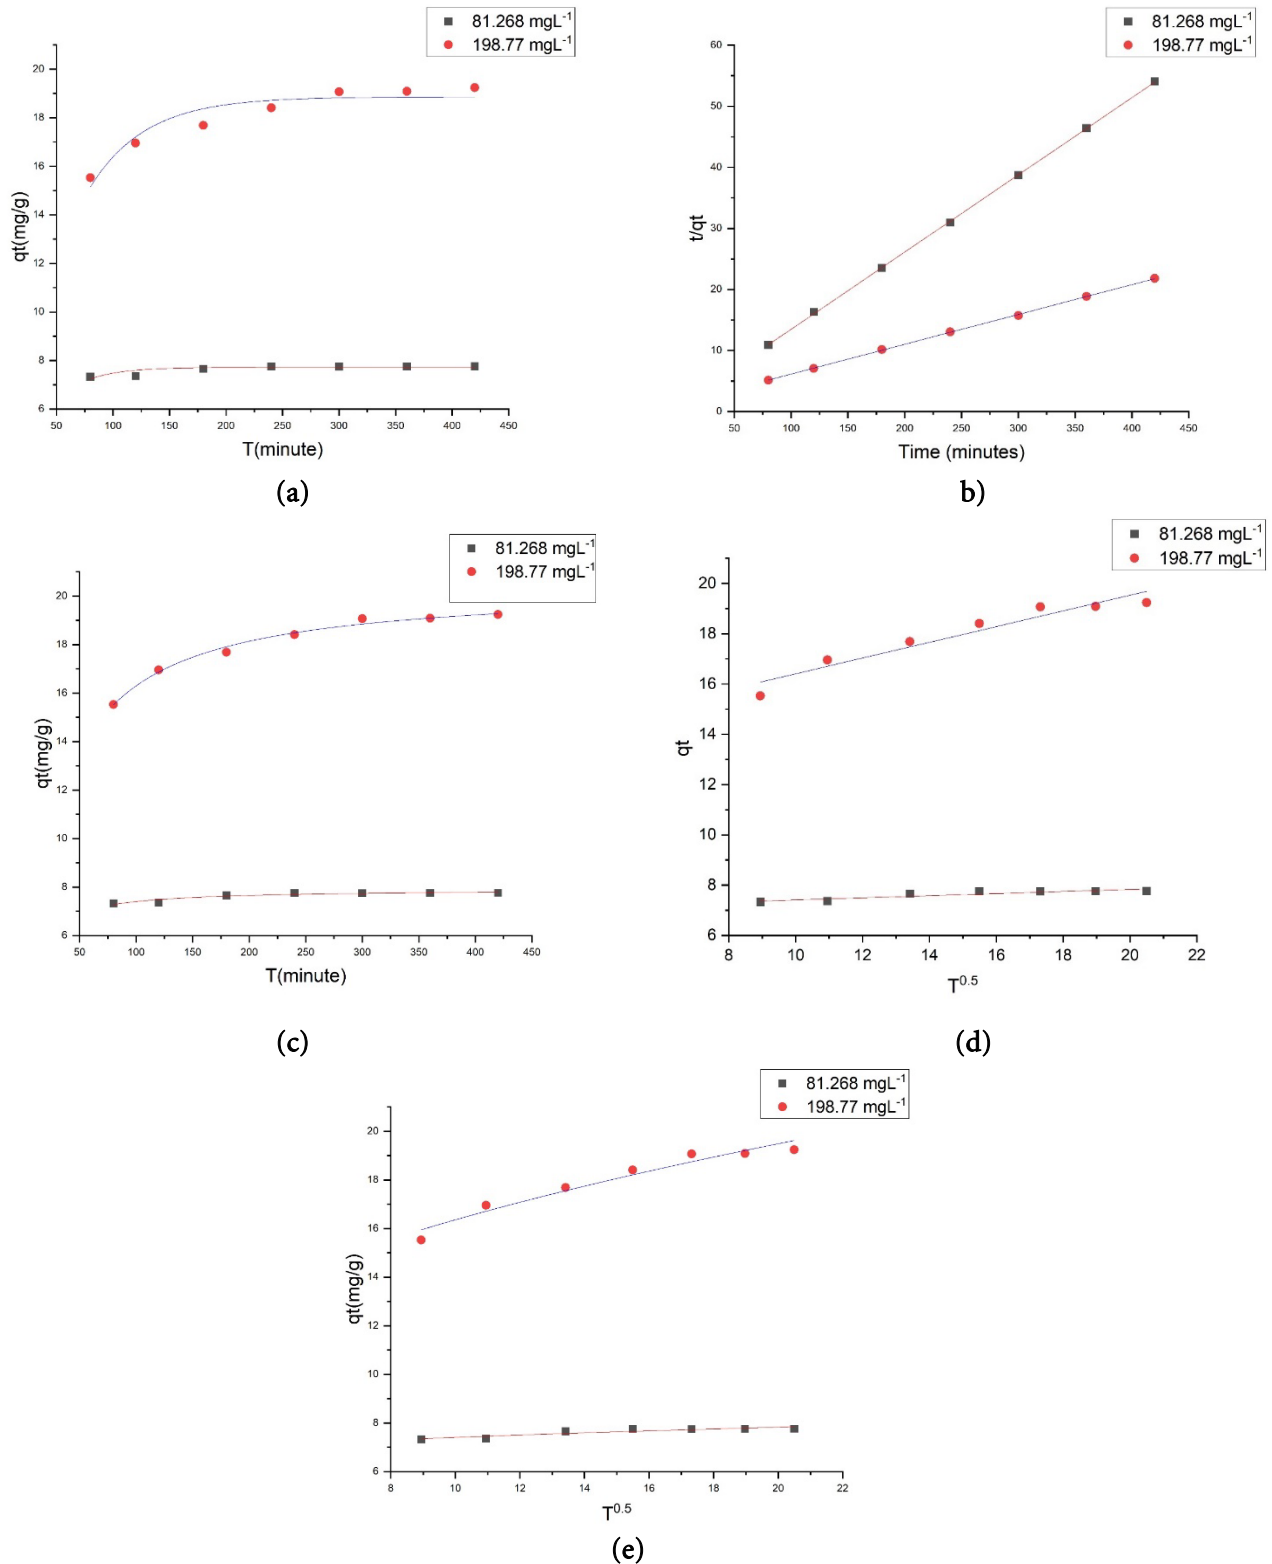 81.268 mgL⁻¹
198.77 mgL⁻¹
20
18
16
14
12
10
8
6
qt(mg/g)
50 100 150 200 250 300 350 400 450
T(minute)
(a)
81.268 mgL⁻¹
198.77 mgL⁻¹
60
50
40
30
20
10
0
t/qt
50 100 150 200 250 300 350 400 450
Time (minutes)
b)
81.268 mgL⁻¹
198.77 mgL⁻¹
20
18
16
14
12
10
8
6
qt(mg/g)
50 100 150 200 250 300 350 400 450
T(minute)
(c)
81.268 mgL⁻¹
198.77 mgL⁻¹
20
18
16
14
12
10
8
6
qt
8 10 12 14 16 18 20 22
T⁰·⁵
(d)
81.268 mgL⁻¹
198.77 mgL⁻¹
20
18
16
14
12
10
8
6
qt(mg/g)
8 10 12 14 16 18 20 22
T⁰·⁵
(e)